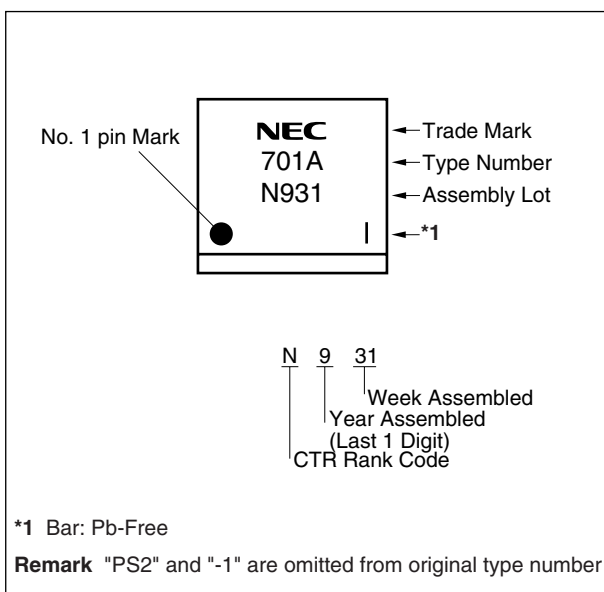 No. 1 pin Mark
NEC
701A
N931
Trade Mark
Type Number
Assembly Lot
*1
N 9 31
Week Assembled
Year Assembled
(Last 1 Digit)
CTR Rank Code
*1 Bar: Pb-Free
Remark "PS2" and "-1" are omitted from original type number